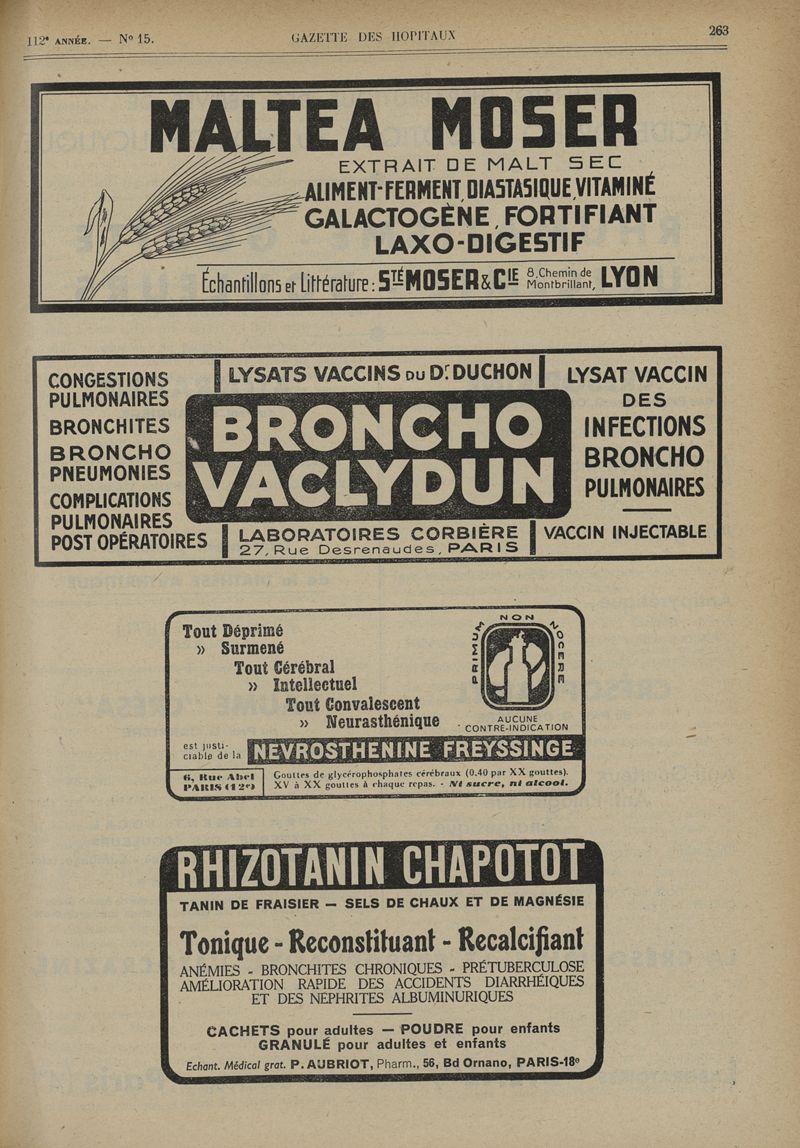 112e ANNÉE. — No 15.
GAZETTE DES HOPITAUX
263
MALTEA MOSER
EXTRAIT DE MALT SEC
ALIMENT-FERMENT, DIASTASIQUE, VITAMINÉ
GALACTOGÈNE, FORTIFIANT
LAXO-DIGESTIF
Échantillons et Littérature : STÉ MOSER & CIE 8, Chemin de Montbrillant, LYON
CONGESTIONS
PULMONAIRES
BRONCHITES
BRONCHO
PNEUMONIES
COMPLICATIONS
PULMONAIRES
POST OPÉRATOIRES
LYSATS VACCINS DU Dr. DUCHON
BRONCHO
VACLYDUN
LABORATOIRES CORBIÈRE
27, Rue Desrenaudes, PARIS
LYSAT VACCIN
DES
INFECTIONS
BRONCHO
PULMONAIRES
VACCIN INJECTABLE
Tout Déprimé
» Surmené
Tout Cérébral
» Intellectuel
Tout Convalescent
» Neurasthénique
PRIMUM NON NOCERE
AUCUNE
CONTRE-INDICATION
est justi-
ciable de la
NÉVROSTHÉNINE FREYSSINGE
6, Rue Abel
PARIS (12e)
Gouttes de glycérophosphates cérébraux (0.40 par XX gouttes).
XV à XX gouttes à chaque repas. - Ni sucre, ni alcool.
RHIZOTANIN CHAPOTOT
TANIN DE FRAISIER — SELS DE CHAUX ET DE MAGNÉSIE
Tonique - Reconstituant - Recalcifiant
ANÉMIES - BRONCHITES CHRONIQUES - PRÉTUBERCULOSE
AMÉLIORATION RAPIDE DES ACCIDENTS DIARRHÉIQUES
ET DES NÉPHRITES ALBUMINURIQUES
CACHETS pour adultes — POUDRE pour enfants
GRANULÉ pour adultes et enfants
Echant. Médical grat. P. AUBRIOT, Pharm., 56, Bd Ornano, PARIS-18e